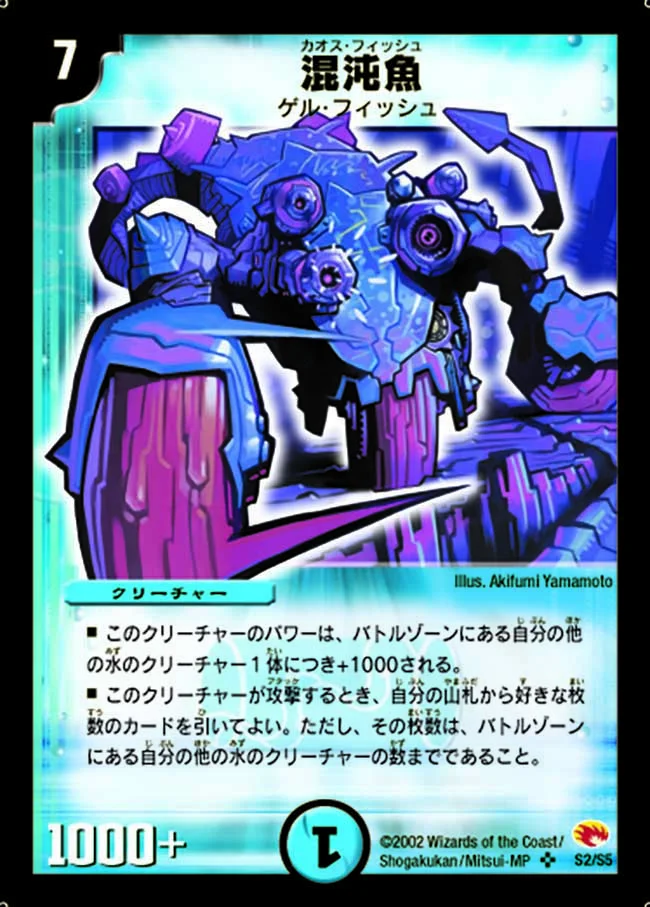 7
カオス・フィッシュ
混沌魚
ゲル・フィッシュ
Illus. Akifumi Yamamoto
クリーチャー
■ このクリーチャーのパワーは、バトルゾーンにある自分の他
の水のクリーチャー1体につき+1000される。
■ このクリーチャーが攻撃するとき、自分の山札から好きな枚
数のカードを引いてよい。ただし、その枚数は、バトルゾーン
にある自分の他の水のクリーチャーの数までであること。
1000+
1
©2002 Wizards of the Coast/
Shogakukan/Mitsui-MP
S2/S5